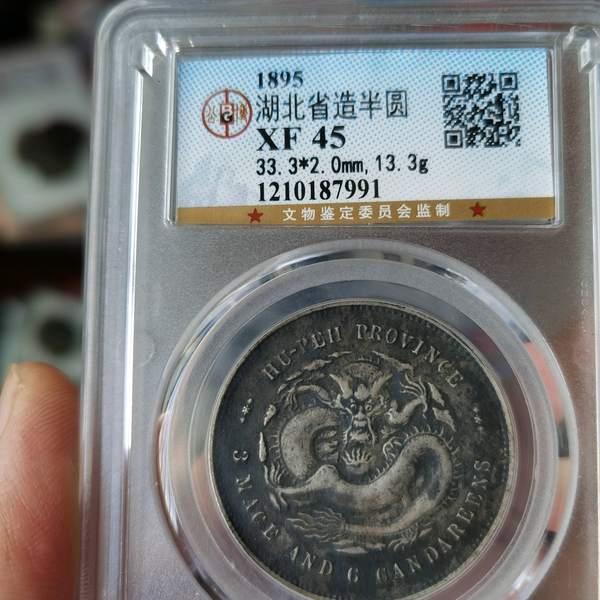 1895
湖北省造半圆
XF 45
33.3*2.0mm,13.3g
1210187991
文物鉴定委员会监制
HU-PEH PROVINCE
3 MACE AND 6 CANDAREENS